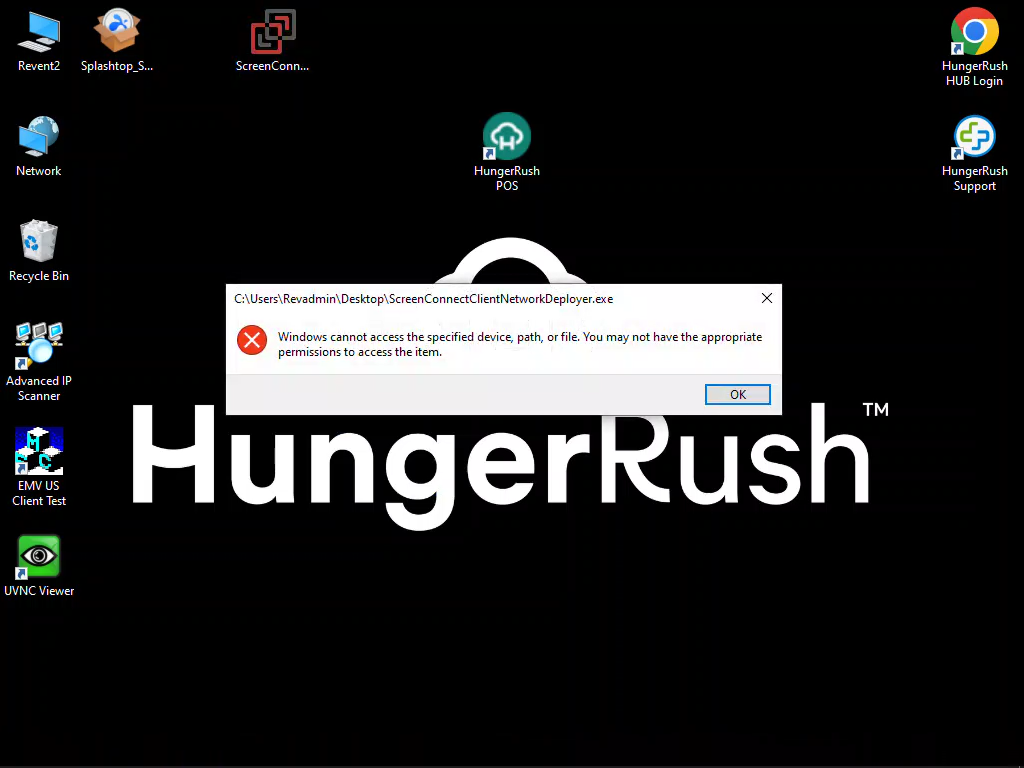 Revent2
Splashtop_S...
ScreenConn...
HungerRush
HUB Login
Network
HungerRush
POS
HungerRush
Support
Recycle Bin
C:\Users\Revadmin\Desktop\ScreenConnectClientNetworkDeployer.exe
Windows cannot access the specified device, path, or file. You may not have the appropriate
permissions to access the item.
OK
Advanced IP
Scanner
HungerRush™
EMV US
Client Test
UVNC Viewer